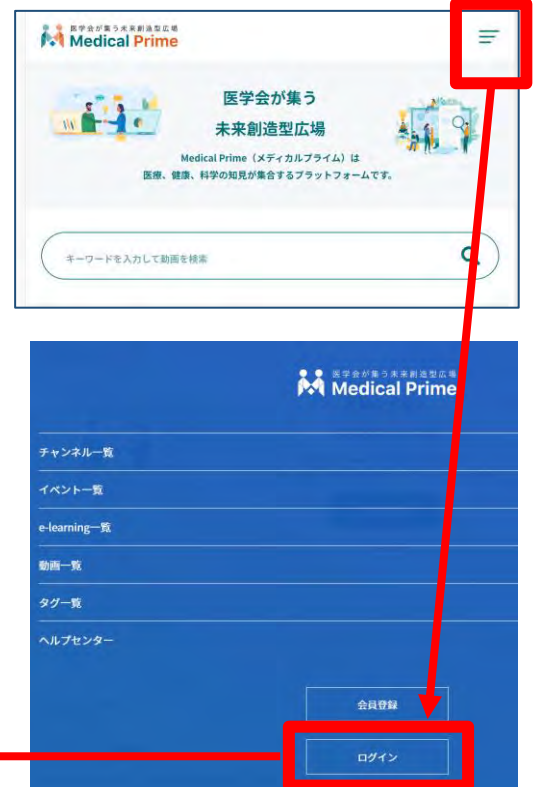 医学会が集う未来創造型広場
Medical Prime
医学会が集う
未来創造型広場
Medical Prime（メディカルプライム）は
医療、健康、科学の知見が集合するプラットフォームです。
キーワードを入力して動画を検索
医学会が集う未来創造型広場
Medical Prime
チャンネル一覧
イベント一覧
e-learning一覧
動画一覧
タグ一覧
ヘルプセンター
会員登録
ログイン